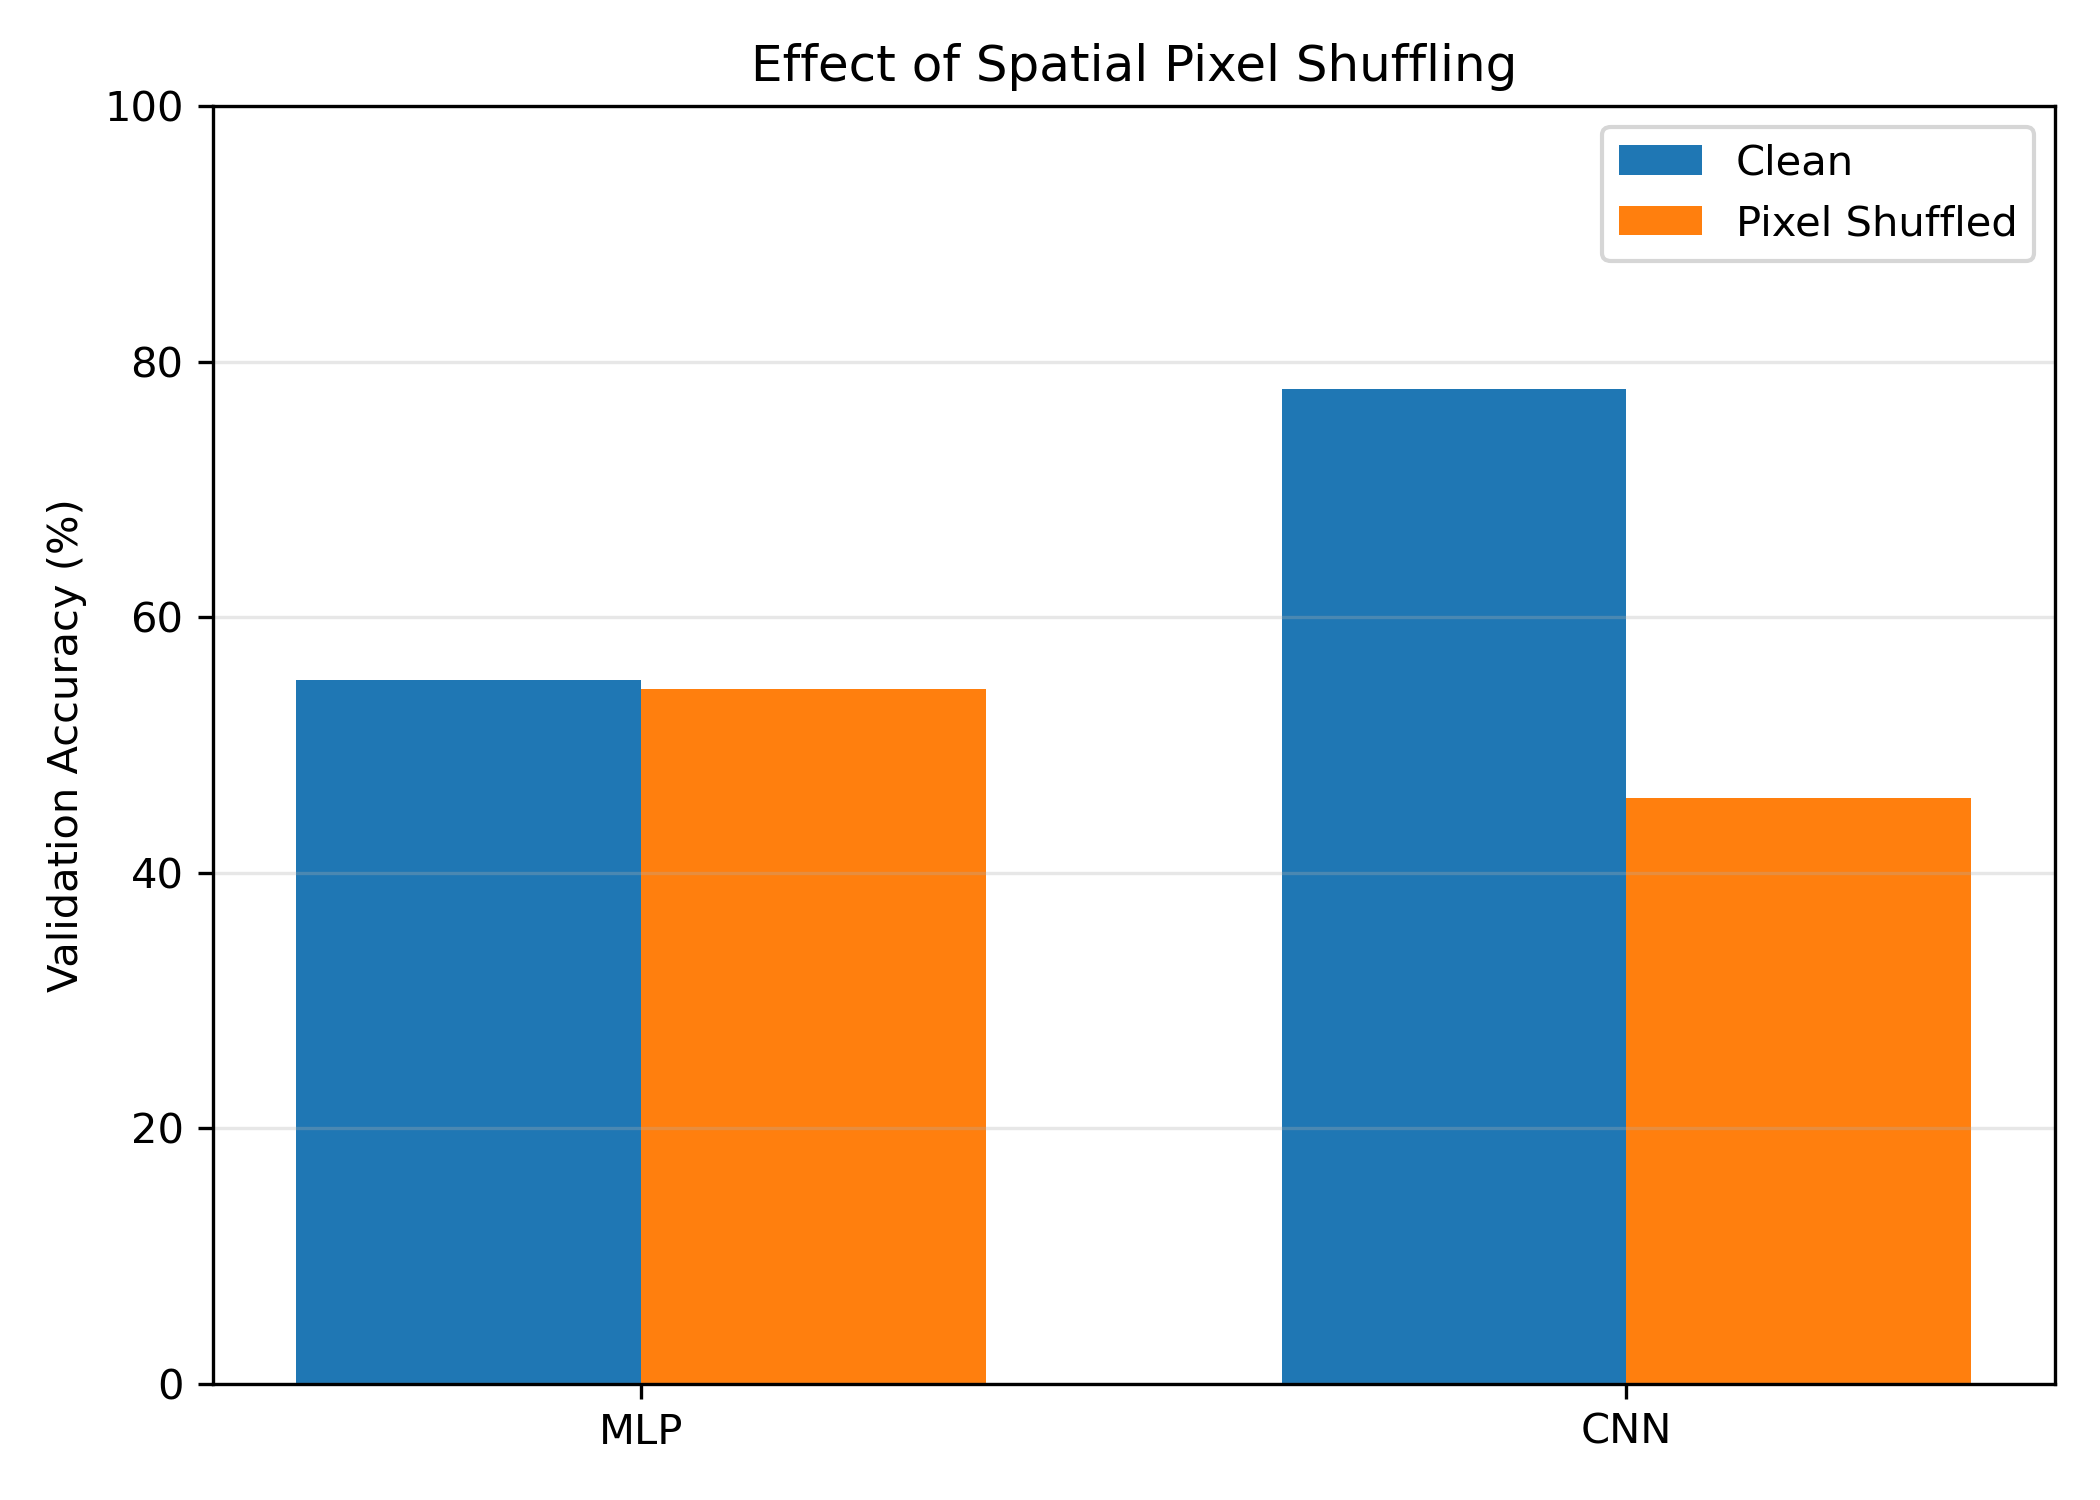 Effect of Spatial Pixel Shuffling
100
80
60
40
20
0
Validation Accuracy (%)
Clean
Pixel Shuffled
MLP
CNN